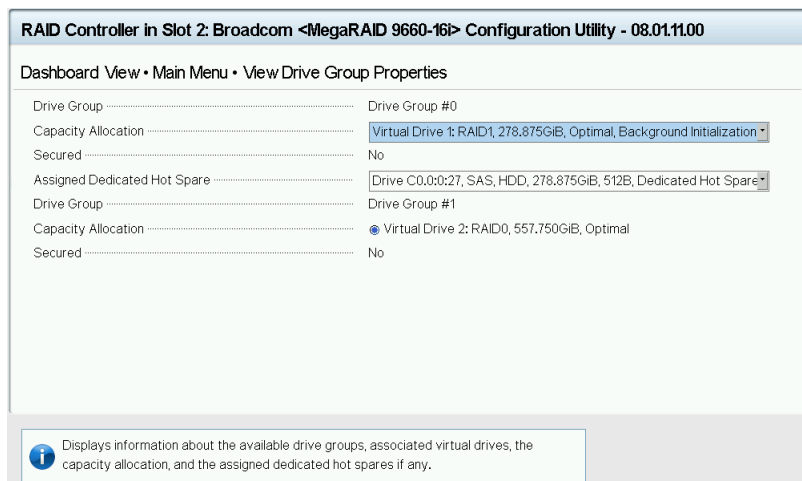 RAID Controller in Slot 2: Broadcom <MegaRAID 9660-16i> Configuration Utility - 08.01.11.00
Dashboard View • Main Menu • View Drive Group Properties
Drive Group Drive Group #0
Capacity Allocation Virtual Drive 1: RAID1, 278.875GiB, Optimal, Background Initialization
Secured No
Assigned Dedicated Hot Spare Drive C0.0:0:27, SAS, HDD, 278.875GiB, 512B, Dedicated Hot Spare
Drive Group Drive Group #1
Capacity Allocation Virtual Drive 2: RAID0, 557.750GiB, Optimal
Secured No
Displays information about the available drive groups, associated virtual drives, the
capacity allocation, and the assigned dedicated hot spares if any.